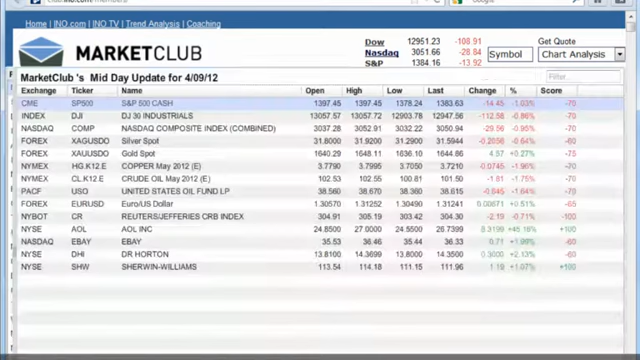 Home | INO.com | INO TV | Trend Analysis | Coaching
MARKETCLUB
Dow 12951.23 -108.91
Nasdaq 3051.66 -28.84
S&P 1384.16 -13.92
Get Quote
Symbol Chart Analysis
MarketClub 's Mid Day Update for 4/09/12
Filter...
Exchange Ticker Name Open High Low Last Change % Score
CME SP500 S&P 500 CASH 1397.45 1397.45 1378.24 1383.63 -14.45 -1.03% -70
INDEX DJI DJ 30 INDUSTRIALS 13057.57 13057.72 12903.78 12947.56 -112.58 -0.86% -70
NASDAQ COMP NASDAQ COMPOSITE INDEX (COMBINED) 3037.28 3052.91 3032.22 3050.94 -29.56 -0.95% -70
FOREX XAGUSDO Silver Spot 31.8000 31.9200 31.2900 31.5944 -0.2056 -0.64% -60
FOREX XAUUSDO Gold Spot 1640.29 1648.11 1636.10 1644.86 4.57 +0.27% -75
NYMEX HG.K12.E COPPER May 2012 (E) 3.7790 3.7995 3.7050 3.7210 -0.0745 -1.96% -70
NYMEX CL.K12.E CRUDE OIL May 2012 (E) 102.53 102.55 100.81 101.50 -1.81 -1.75% -70
PACF USO UNITED STATES OIL FUND LP 38.560 38.570 38.360 38.615 -0.645 -1.64% -70
FOREX EURUSD Euro/US Dollar 1.30570 1.31252 1.30490 1.31237 0.00671 +0.51% -65
NYBOT CR REUTERSJEFFERIES CRB INDEX 304.91 305.19 303.42 304.30 -2.19 -0.71% -100
NYSE AOL AOL INC 24.8500 27.0000 24.5500 26.7399 8.3199 +45.16% +100
NASDAQ EBAY EBAY 35.53 36.46 35.44 36.33 0.71 +1.99% -60
NYSE DHI DR HORTON 13.8100 14.3699 13.8000 14.3500 0.3000 +2.13% -60
NYSE SHW SHERWIN-WILLIAMS 113.54 114.18 111.15 111.96 1.19 +1.07% +100